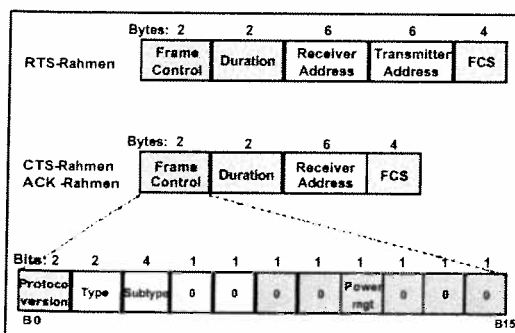 Bytes: 2 2 6 6 4
RTS-Rahmen Frame Control Duration Receiver Address Transmitter Address FCS
Bytes: 2 2 6 4
CTS-Rahmen ACK-Rahmen Frame Control Duration Receiver Address FCS
Bits: 2 2 4 1 1 1 1 1 1 1 1
Protoco version Type Subtype 0 0 0 0 Power mgt 0 0 0
B0 B15